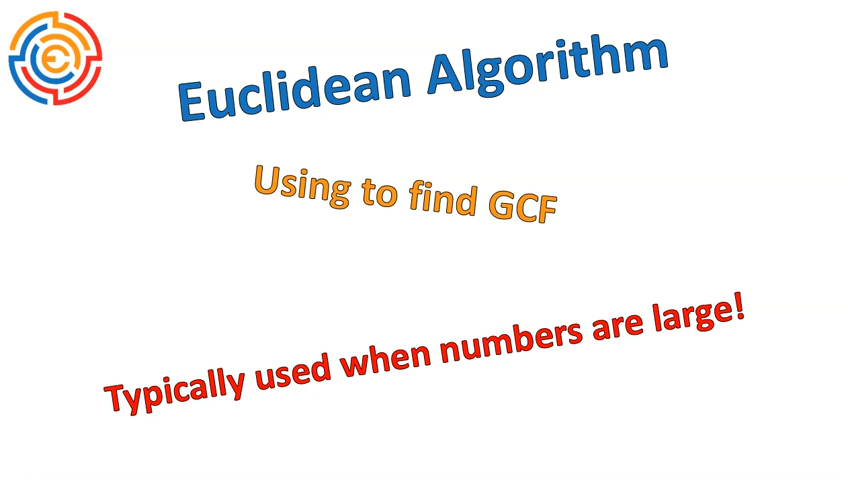 Euclidean Algorithm
Using to find GCF
Typically used when numbers are large!